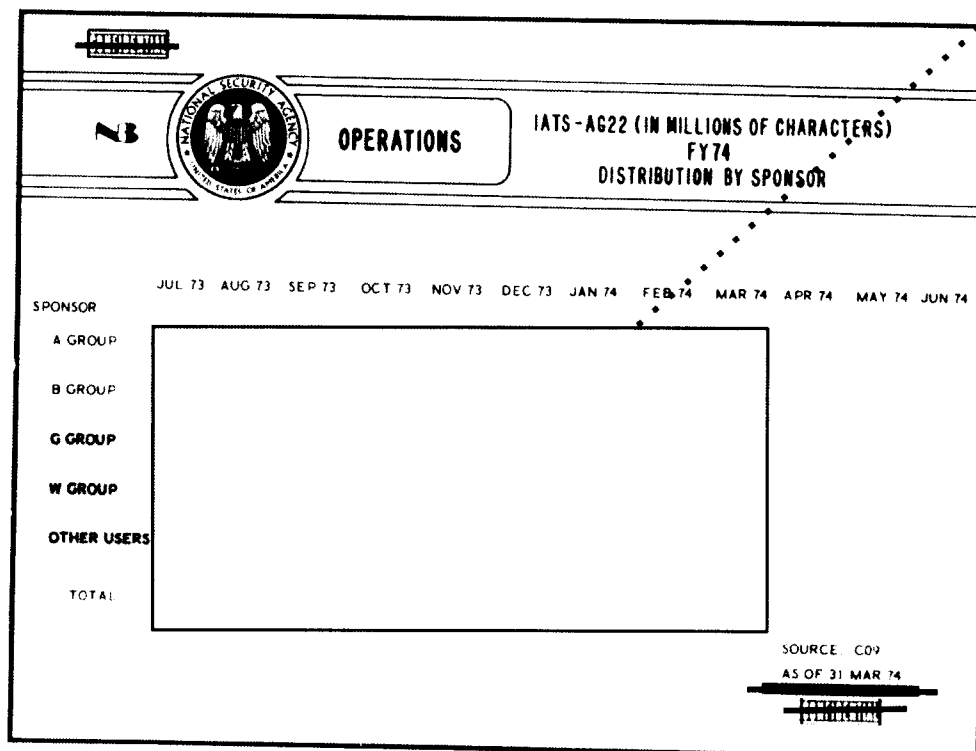 CONFIDENTIAL
NATIONAL SECURITY AGENCY
UNITED STATES OF AMERICA
OPERATIONS
IATS-AG22 (IN MILLIONS OF CHARACTERS)
FY74
DISTRIBUTION BY SPONSOR
JUL 73 AUG 73 SEP 73 OCT 73 NOV 73 DEC 73 JAN 74 FEB 74 MAR 74 APR 74 MAY 74 JUN 74
SPONSOR
A GROUP
B GROUP
G GROUP
W GROUP
OTHER USERS
TOTAL
SOURCE: C09
AS OF 31 MAR 74
CONFIDENTIAL